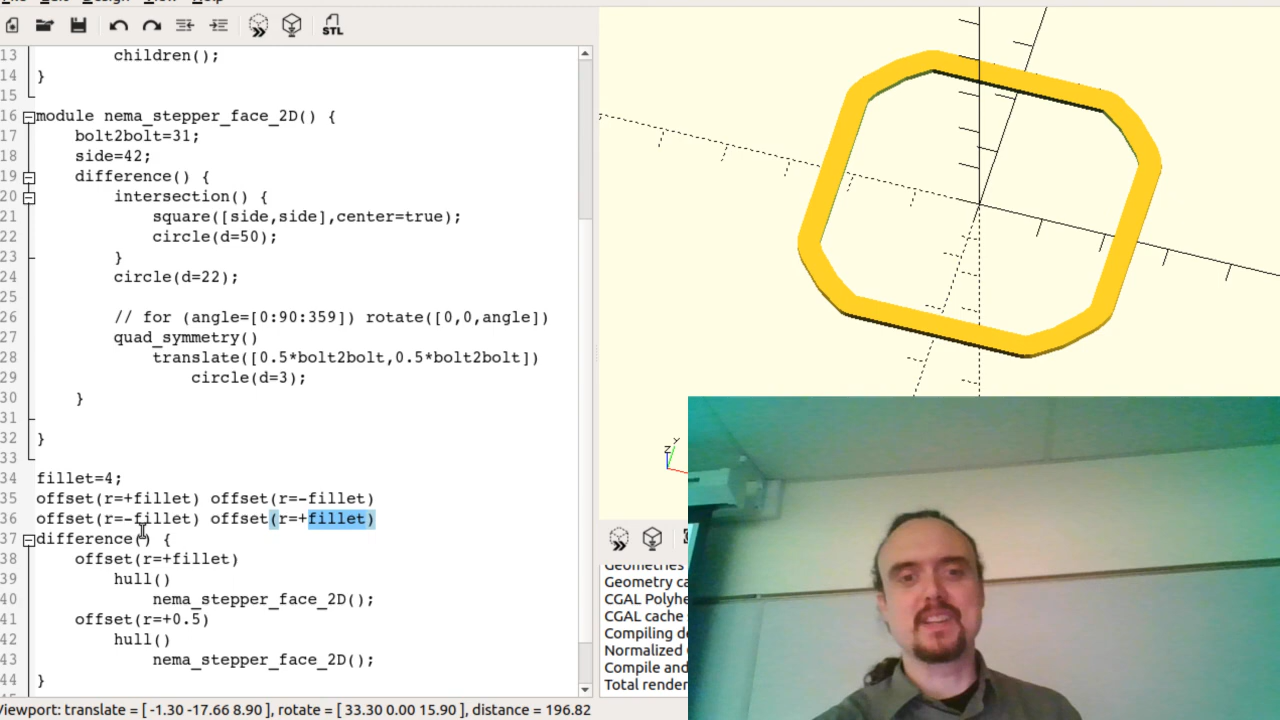 STL
13 children();
14 }
15
16 module nema_stepper_face_2D() {
17 bolt2bolt=31;
18 side=42;
19 difference() {
20 intersection() {
21 square([side,side],center=true);
22 circle(d=50);
23 }
24 circle(d=22);
25
26 // for (angle=[0:90:359]) rotate([0,0,angle])
27 quad_symmetry()
28 translate([0.5*bolt2bolt,0.5*bolt2bolt])
29 circle(d=3);
30 }
31
32 }
33
34 fillet=4;
35 offset(r=+fillet) offset(r=-fillet)
36 offset(r=-fillet) offset(r=+fillet)
37 difference() {
38 offset(r=+fillet)
39 hull()
40 nema_stepper_face_2D();
41 offset(r=+0.5)
42 hull()
43 nema_stepper_face_2D();
44 }
Y
Z
Geometries
Geometry ca
CGAL Polyhe
CGAL cache
Compiling de
Normalized
Compile and
Total render
Viewport: translate = [ -1.30 -17.66 8.90 ], rotate = [ 33.30 0.00 15.90 ], distance = 196.82